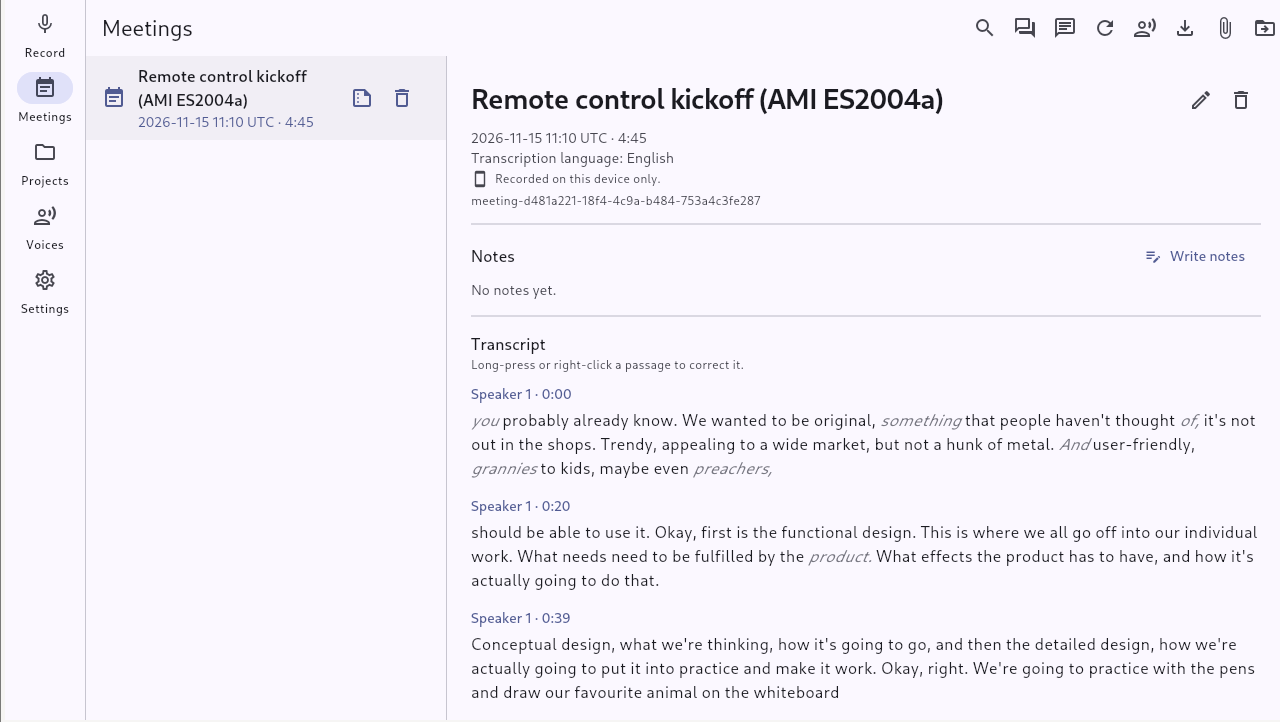 Record
Meetings
Projects
Voices
Settings
Meetings
Remote control kickoff
(AMI ES2004a)
2026-11-15 11:10 UTC · 4:45
Remote control kickoff (AMI ES2004a)
2026-11-15 11:10 UTC · 4:45
Transcription language: English
Recorded on this device only.
meeting-d481a221-18f4-4c9a-b484-753a4c3fe287
Notes
Write notes
No notes yet.
Transcript
Long-press or right-click a passage to correct it.
Speaker 1 · 0:00
you probably already know. We wanted to be original, something that people haven't thought of, it's not
out in the shops. Trendy, appealing to a wide market, but not a hunk of metal. And user-friendly,
grannies to kids, maybe even preachers,
Speaker 1 · 0:20
should be able to use it. Okay, first is the functional design. This is where we all go off into our individual
work. What needs need to be fulfilled by the product. What effects the product has to have, and how it's
actually going to do that.
Speaker 1 · 0:39
Conceptual design, what we're thinking, how it's going to go, and then the detailed design, how we're
actually going to put it into practice and make it work. Okay, right. We're going to practice with the pens
and draw our favourite animal on the whiteboard